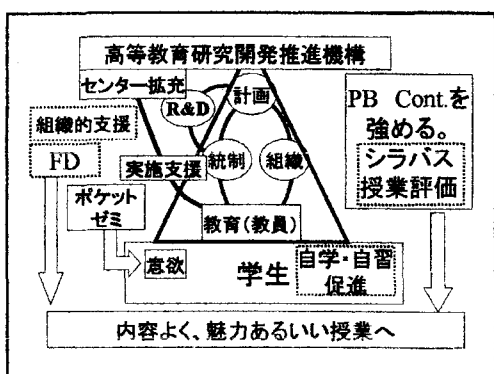 高等教育研究開発推進機構
センター拡充
R&D
計画
PB Cont.を
強める。
シラバス
授業評価
組織的支援
FD
実施支援
統制
組織
ポケット
ゼミ
教育(教員)
意欲
学生
自学・自習
促進
内容よく、魅力あるいい授業へ